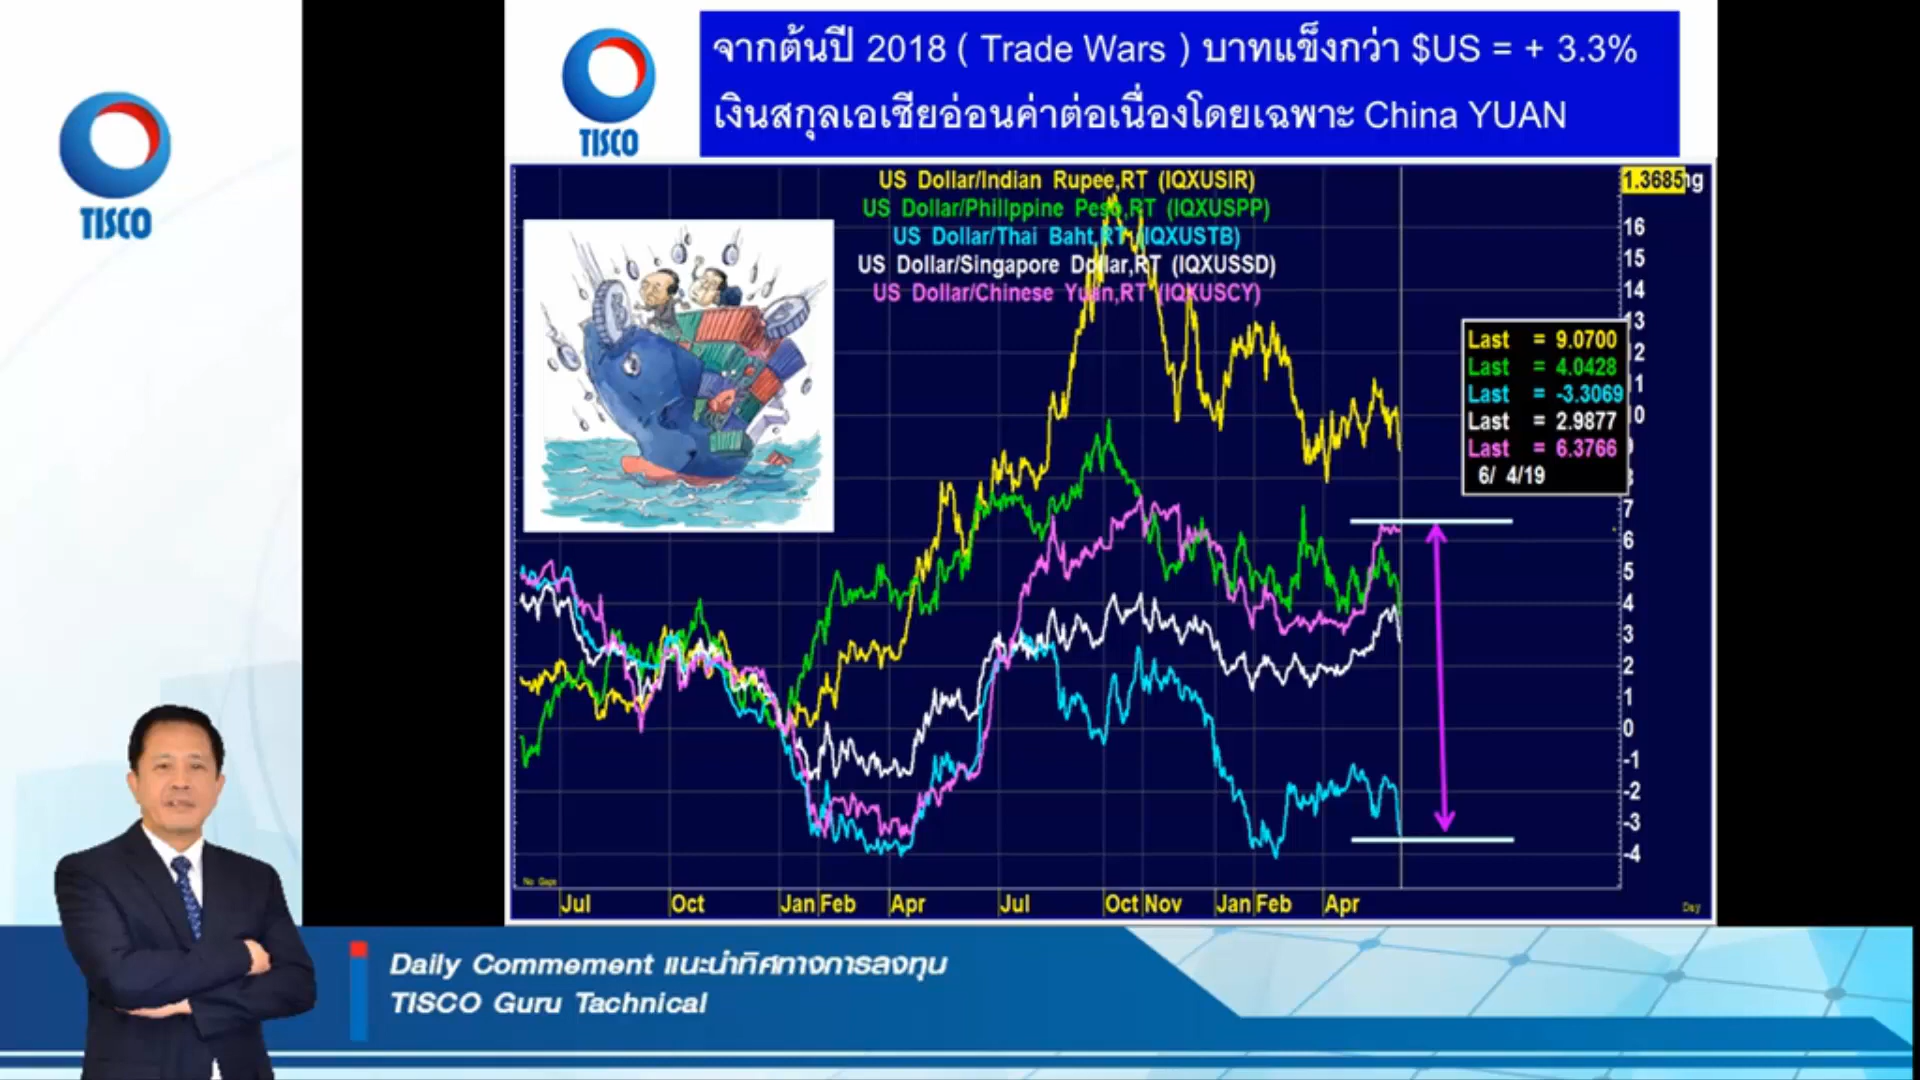 TISCO
TISCO
จากต้นปี 2018 ( Trade Wars ) บาทแข็งกว่า $US = + 3.3%
เงินสกุลเอเชียอ่อนค่าต่อเนื่องโดยเฉพาะ China YUAN
US Dollar/Indian Rupee,RT (IQXUSIR)
US Dollar/Philippine Peso,RT (IQXUSPP)
US Dollar/Thai Baht,RT (IQXUSTB)
US Dollar/Singapore Dollar,RT (IQXUSSD)
US Dollar/Chinese Yuan,RT (IQXUSCY)
1.3685
16
15
14
13
12
11
10
Last = 9.0700
Last = 4.0428
Last = -3.3069
Last = 2.9877
Last = 6.3766
6/ 4/19
7
6
5
4
3
2
1
0
-1
-2
-3
-4
No Gaps
Jul Oct Jan Feb Apr Jul Oct Nov Jan Feb Apr
Day
Daily Commement แนะนำทิศทางการลงทุน
TISCO Guru Tachnical